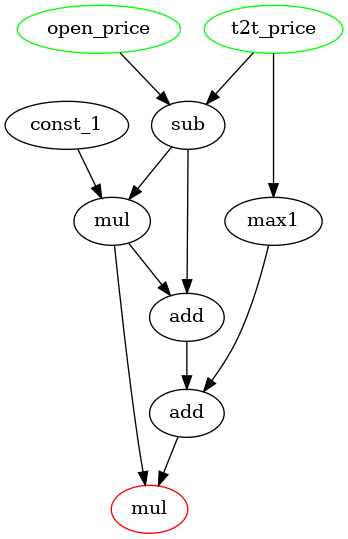 open_price
t2t_price
const_1
sub
mul
max1
add
add
mul